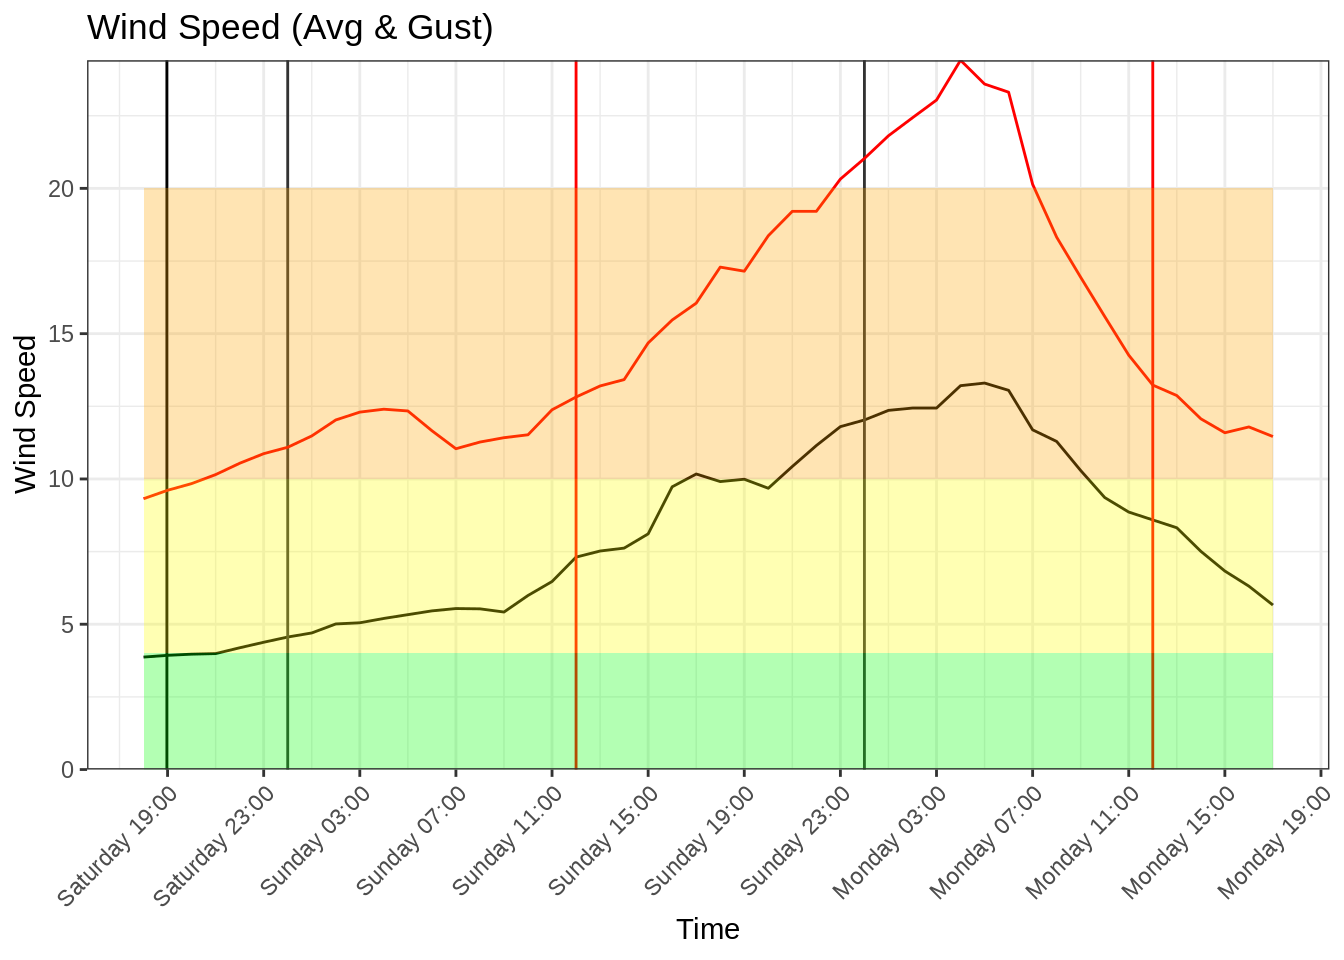 Wind Speed (Avg & Gust)
Wind Speed
20
15
10
5
0
Saturday 19:00
Saturday 23:00
Sunday 03:00
Sunday 07:00
Sunday 11:00
Sunday 15:00
Sunday 19:00
Sunday 23:00
Monday 03:00
Monday 07:00
Monday 11:00
Monday 15:00
Monday 19:00
Time